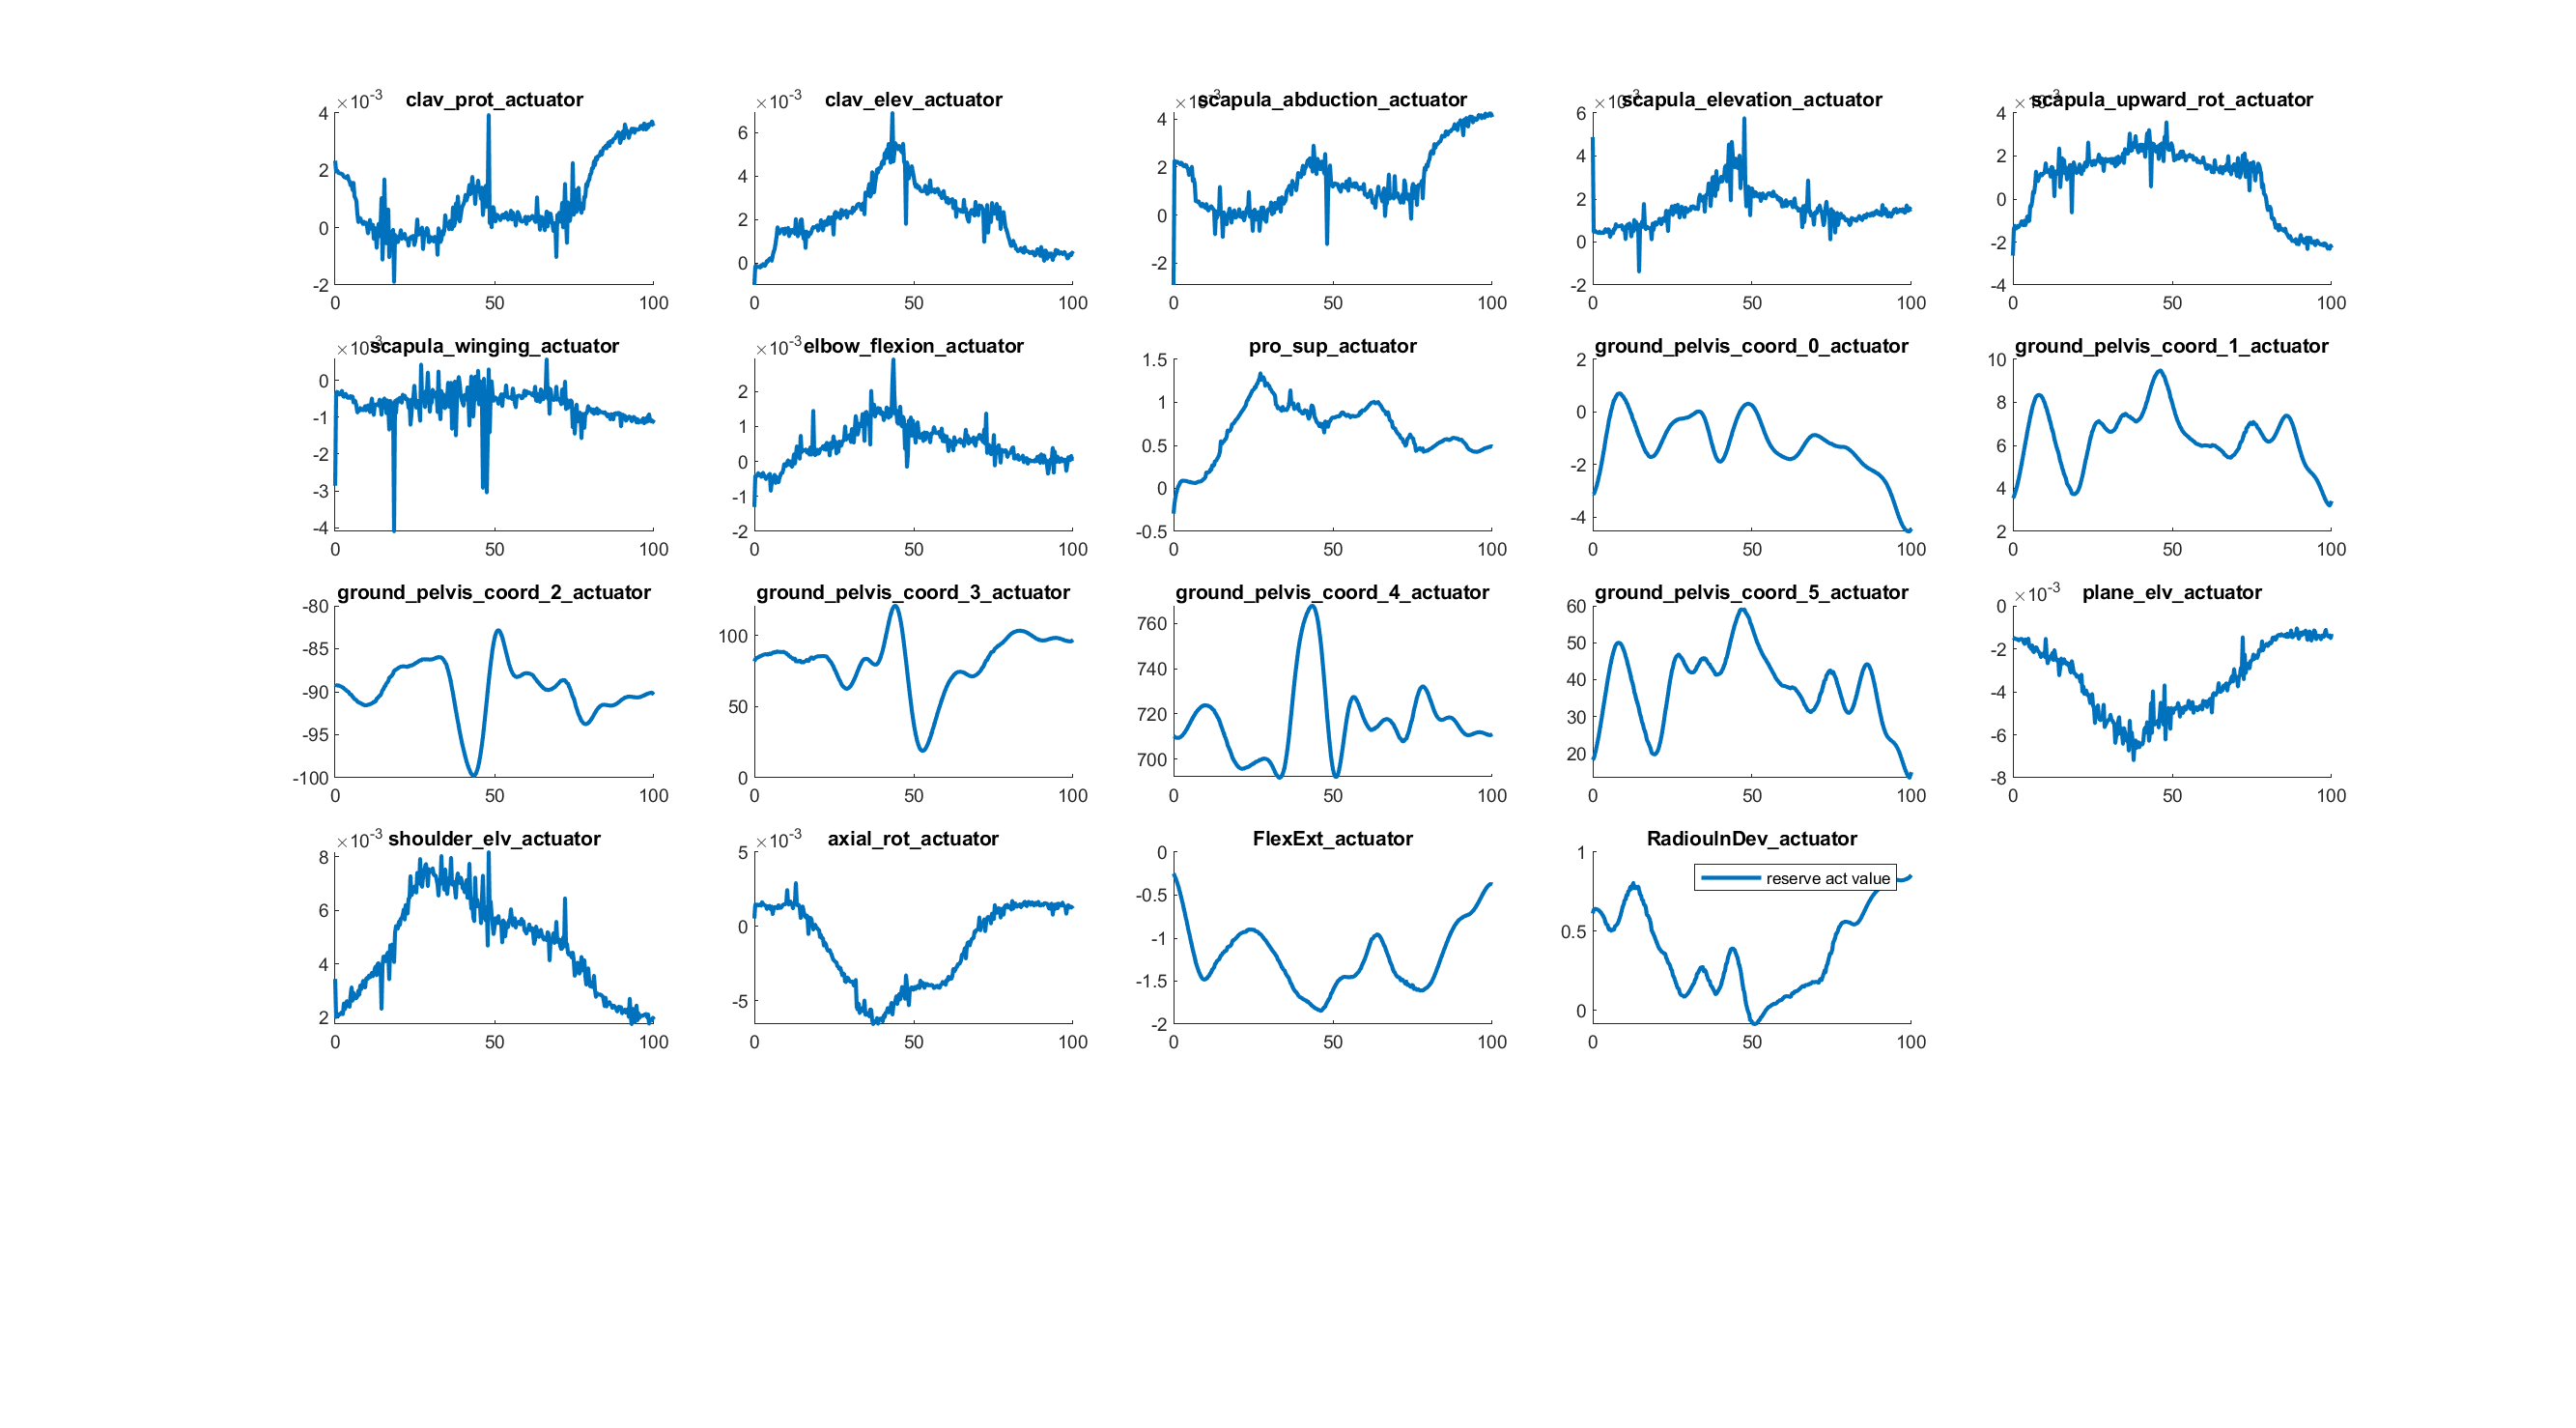 ×10-3 clav_prot_actuator
4
2
0
-2
0 50 100
×10-3 clav_elev_actuator
6
4
2
0
0 50 100
×10-3 scapula_abduction_actuator
4
2
0
-2
0 50 100
×10-3 scapula_elevation_actuator
6
4
2
0
-2
0 50 100
×10-3 scapula_upward_rot_actuator
4
2
0
-2
-4
0 50 100
×10-3 scapula_winging_actuator
0
-1
-2
-3
-4
0 50 100
×10-3 elbow_flexion_actuator
2
1
0
-1
-2
0 50 100
pro_sup_actuator
1.5
1
0.5
0
-0.5
0 50 100
ground_pelvis_coord_0_actuator
2
0
-2
-4
0 50 100
ground_pelvis_coord_1_actuator
10
8
6
4
2
0 50 100
ground_pelvis_coord_2_actuator
-80
-85
-90
-95
-100
0 50 100
ground_pelvis_coord_3_actuator
100
50
0
0 50 100
ground_pelvis_coord_4_actuator
760
740
720
700
0 50 100
ground_pelvis_coord_5_actuator
60
50
40
30
20
0 50 100
×10-3 plane_elv_actuator
0
-2
-4
-6
-8
0 50 100
×10-3 shoulder_elv_actuator
8
6
4
2
0 50 100
×10-3 axial_rot_actuator
5
0
-5
0 50 100
FlexExt_actuator
0
-0.5
-1
-1.5
-2
0 50 100
RadioulnDev_actuator
1
reserve act value
0.5
0
0 50 100